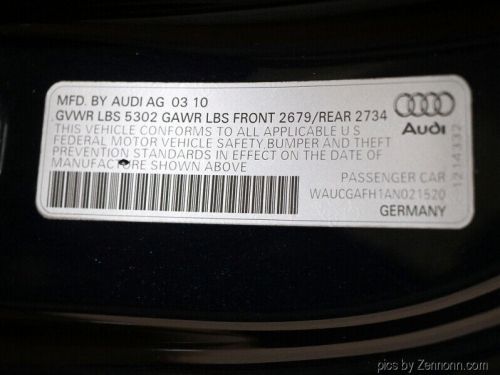 MFD. BY AUDI AG 03 10
GVWR LBS 5302 GAWR LBS FRONT 2679/REAR 2734
THIS VEHICLE CONFORMS TO ALL APPLICABLE U S
FEDERAL MOTOR VEHICLE SAFETY BUMPER AND THEFT
PREVENTION STANDARDS IN EFFECT ON THE DATE OF
MANUFACTURE SHOWN ABOVE
Audi
1214332
PASSENGER CAR
WAUCGAFH1AN021520
GERMANY
pics by Zennonn.com